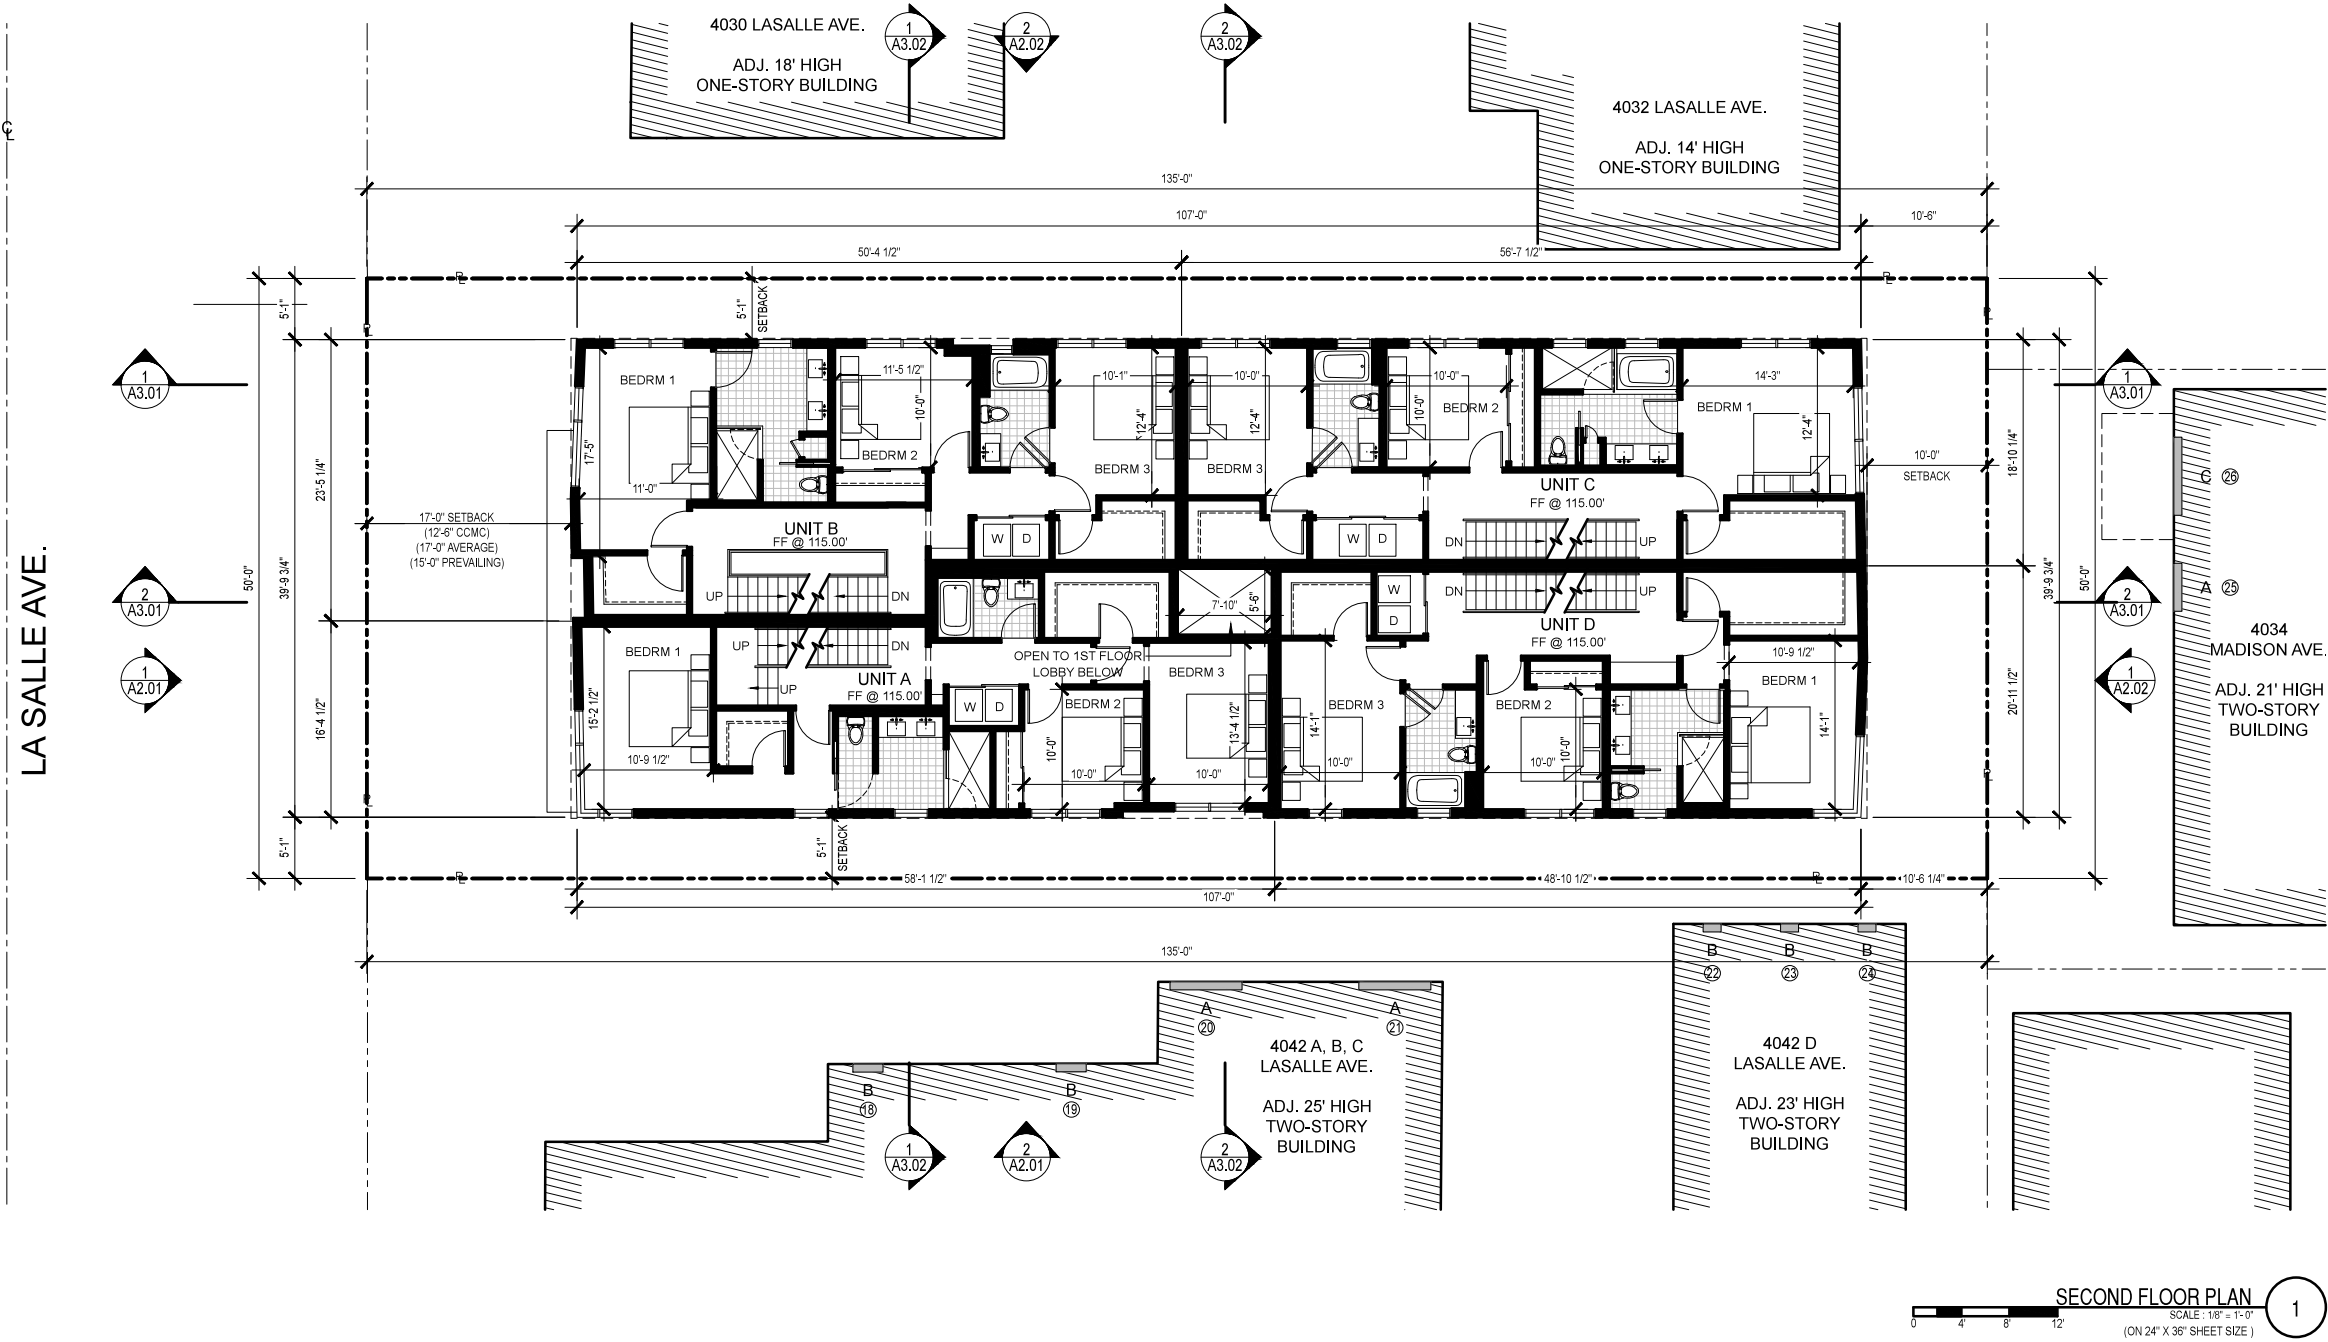 4030 LASALLE AVE.
ADJ. 18' HIGH
ONE-STORY BUILDING
1
A3.02
2
A2.02
2
A3.02
4032 LASALLE AVE.
ADJ. 14' HIGH
ONE-STORY BUILDING
135'-0"
107'-0"
10'-6"
50'-4 1/2"
56'-7 1/2"
5'-1"
5'-1"
SETBACK
50'-0"
39'-9 3/4"
23'-5 1/4"
16'-4 1/2"
5'-1"
1
A3.01
2
A3.01
1
A2.01
LA SALLE AVE.
17'-0" SETBACK
(12'-6" CCMC)
(17'-0" AVERAGE)
(15'-0" PREVAILING)
BEDRM 1
17'-5"
11'-0"
11'-5 1/2"
10'-0"
BEDRM 2
10'-1"
12'-4"
BEDRM 3
UNIT B
FF @ 115.00'
W D
UP
DN
10'-0"
12'-4"
BEDRM 3
10'-0"
10'-0"
BEDRM 2
14'-3"
BEDRM 1
12'-4"
UNIT C
FF @ 115.00'
W D
DN
UP
10'-0"
SETBACK
18'-10 1/4"
20'-11 1/2"
39'-9 3/4"
50'-0"
1
A3.01
2
A3.01
1
A2.02
C 26
A 25
4034
MADISON AVE.
ADJ. 21' HIGH
TWO-STORY
BUILDING
BEDRM 1
15'-2 1/2"
10'-9 1/2"
UP
DN
UP
UNIT A
FF @ 115.00'
W D
7'-10"
5'-6"
OPEN TO 1ST FLOOR
LOBBY BELOW
BEDRM 2
10'-0"
10'-0"
BEDRM 3
13'-4 1/2"
10'-0"
W
D
DN
UP
UNIT D
FF @ 115.00'
BEDRM 3
14'-1"
10'-0"
BEDRM 2
10'-0"
10'-0"
10'-9 1/2"
BEDRM 1
14'-1"
5'-1"
SETBACK
58'-1 1/2"
48'-10 1/2"
10'-6 1/4"
107'-0"
135'-0"
B
22
B
23
B
24
A
20
A
21
4042 A, B, C
LASALLE AVE.
ADJ. 25' HIGH
TWO-STORY
BUILDING
4042 D
LASALLE AVE.
ADJ. 23' HIGH
TWO-STORY
BUILDING
B
18
B
19
1
A3.02
2
A2.01
2
A3.02
SECOND FLOOR PLAN
SCALE : 1/8" = 1'- 0"
(ON 24" X 36" SHEET SIZE )
0 4' 8' 12'
1